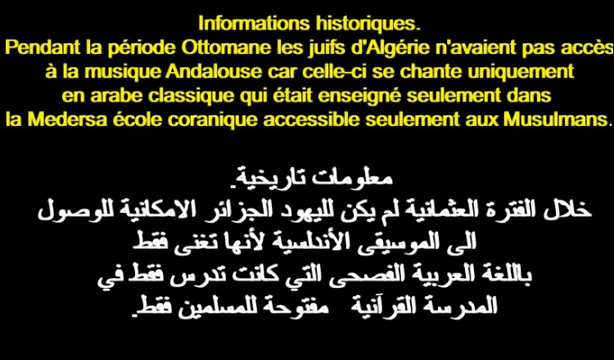 Informations historiques.
Pendant la période Ottomane les juifs d'Algérie n'avaient pas accès
à la musique Andalouse car celle-ci se chante uniquement
en arabe classique qui était enseigné seulement dans
la Medersa école coranique accessible seulement aux Musulmans.
معلومات تاريخية.
خلال الفترة العثمانية لم يكن لليهود الجزائر الامكانية للوصول
الى الموسيقى الأندلسية لأنها تغنى فقط
باللغة العربية الفصحى التي كانت تدرس فقط في
المدرسة القرآنية مفتوحة للمسلمين فقط.